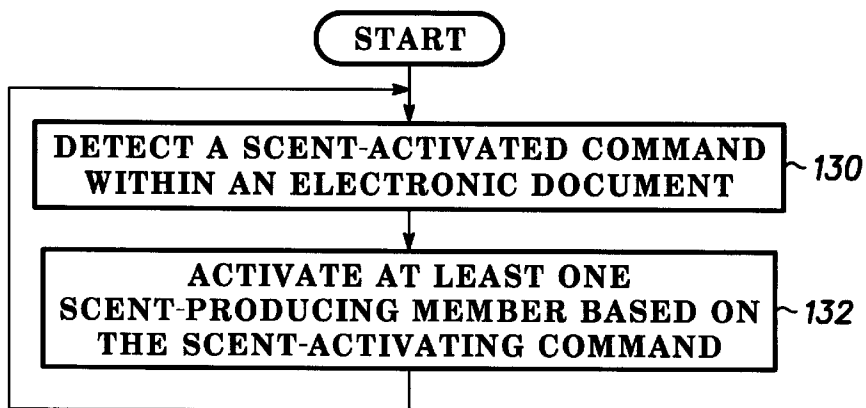 START
DETECT A SCENT-ACTIVATED COMMAND
WITHIN AN ELECTRONIC DOCUMENT
130
ACTIVATE AT LEAST ONE
SCENT-PRODUCING MEMBER BASED ON
THE SCENT-ACTIVATING COMMAND
132